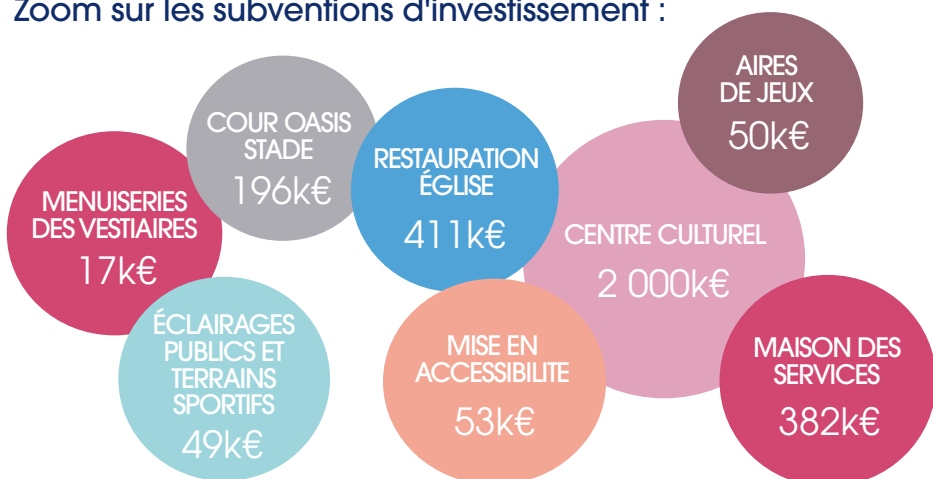 Zoom sur les subventions d'investissement :
AIRES
DE JEUX
50k€
COUR OASIS
STADE
196k€
RESTAURATION
ÉGLISE
411k€
MENUISERIES
DES VESTIAIRES
17k€
CENTRE CULTUREL
2 000k€
ÉCLAIRAGES
PUBLICS ET
TERRAINS
SPORTIFS
49k€
MISE EN
ACCESSIBILITE
53k€
MAISON DES
SERVICES
382k€